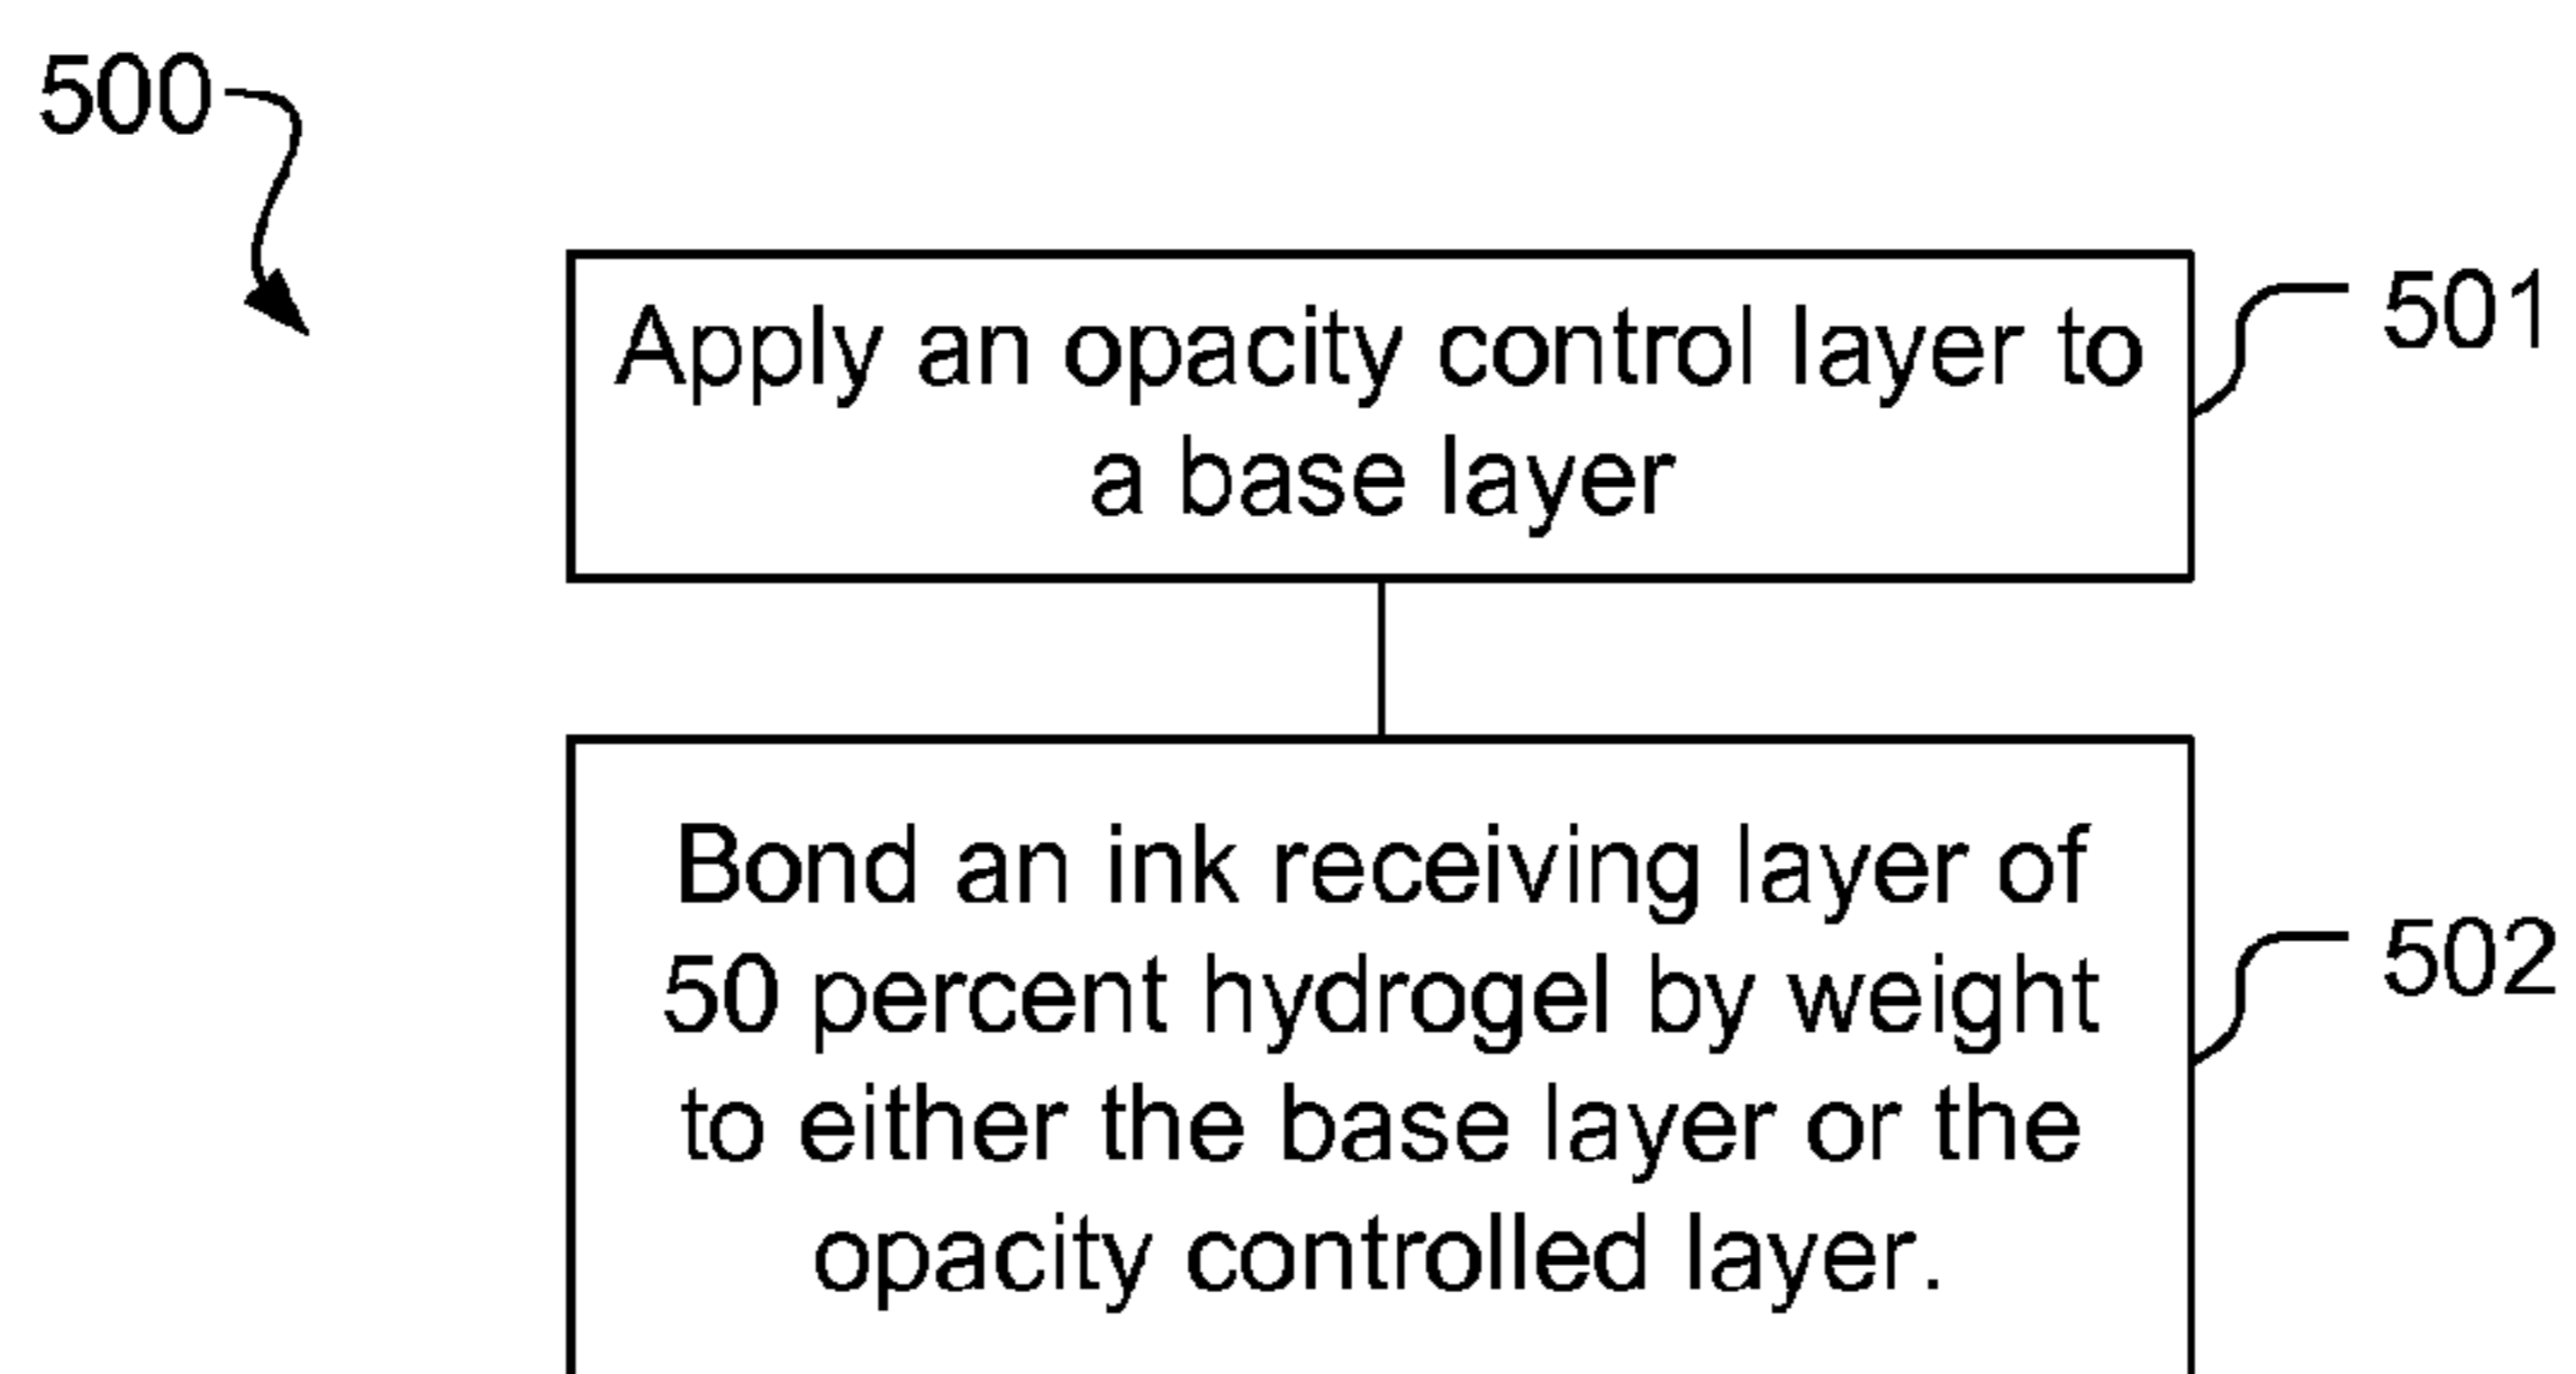 500
Apply an opacity control layer to
a base layer
501
Bond an ink receiving layer of
50 percent hydrogel by weight
to either the base layer or the
opacity controlled layer.
502